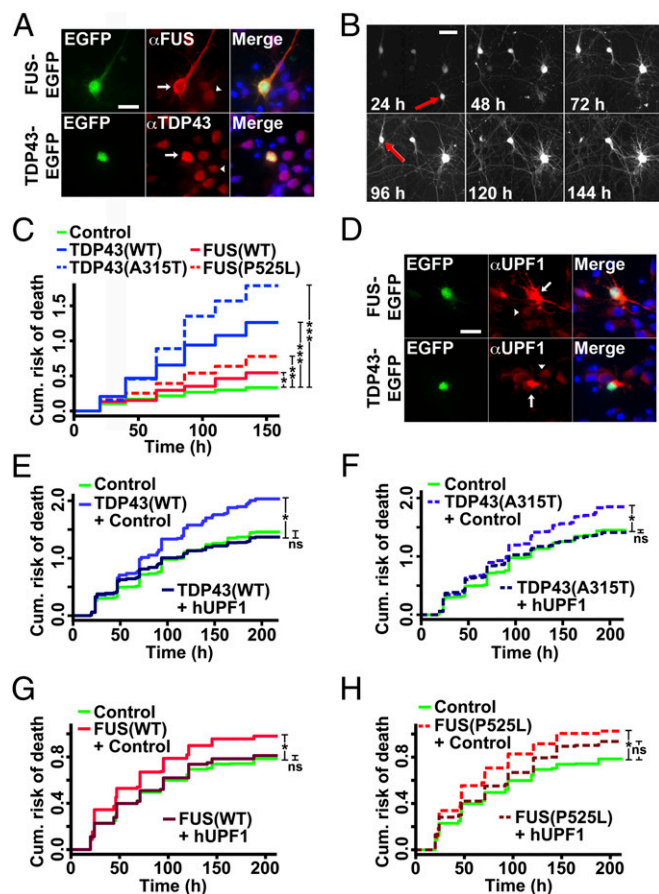 A
EGFP
αFUS
Merge
FUS-
EGFP
EGFP
αTDP43
Merge
TDP43-
EGFP
B
24 h
48 h
72 h
96 h
120 h
144 h
C
Control
TDP43(WT)
FUS(WT)
TDP43(A315T)
FUS(P525L)
Cum. risk of death
1.5
1.0
0.5
0.0
*
**
***
***
0
50
100
150
Time (h)
D
EGFP
αUPF1
Merge
FUS-
EGFP
EGFP
αUPF1
Merge
TDP43-
EGFP
E
Control
TDP43(WT)
+ Control
Cum. risk of death
2.0
1.0
0.0
*
ns
TDP43(WT)
+ hUPF1
0
50
100
150
200
Time (h)
F
Control
TDP43(A315T)
+ Control
Cum. risk of death
2.0
1.0
0.0
*
ns
TDP43(A315T)
+ hUPF1
0
50
100
150
200
Time (h)
G
Control
FUS(WT)
+ Control
Cum. risk of death
0.8
0.4
0
*
ns
FUS(WT)
+ hUPF1
0
50
100
150
200
Time (h)
H
Control
FUS(P525L)
+ Control
Cum. risk of death
0.8
0.4
0
*
ns
FUS(P525L)
+ hUPF1
0
50
100
150
200
Time (h)